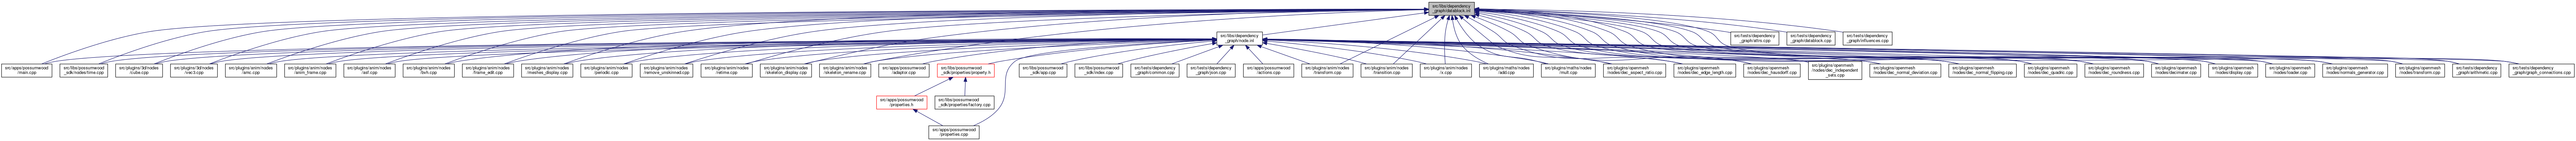 src/libs/dependency
_graph/datablock.inl
src/libs/dependency
_graph/node.inl
src/tests/dependency
_graph/attrs.cpp
src/tests/dependency
_graph/datablock.cpp
src/tests/dependency
_graph/influences.cpp
src/apps/possumwood
/main.cpp
src/libs/possumwood
_sdk/nodes/time.cpp
src/plugins/3d/nodes
/cube.cpp
src/plugins/3d/nodes
/vec3.cpp
src/plugins/anim/nodes
/amc.cpp
src/plugins/anim/nodes
/anim_frame.cpp
src/plugins/anim/nodes
/asf.cpp
src/plugins/anim/nodes
/bvh.cpp
src/plugins/anim/nodes
/frame_edit.cpp
src/plugins/anim/nodes
/meshes_display.cpp
src/plugins/anim/nodes
/periodic.cpp
src/plugins/anim/nodes
/remove_unskinned.cpp
src/plugins/anim/nodes
/retime.cpp
src/plugins/anim/nodes
/skeleton_display.cpp
src/plugins/anim/nodes
/skeleton_rename.cpp
src/apps/possumwood
/adaptor.cpp
src/libs/possumwood
_sdk/properties/property.h
src/libs/possumwood
_sdk/app.cpp
src/libs/possumwood
_sdk/index.cpp
src/tests/dependency
_graph/common.cpp
src/tests/dependency
_graph/json.cpp
src/apps/possumwood
/actions.cpp
src/plugins/anim/nodes
/transform.cpp
src/plugins/anim/nodes
/transition.cpp
src/plugins/anim/nodes
/x.cpp
src/plugins/maths/nodes
/add.cpp
src/plugins/maths/nodes
/mult.cpp
src/plugins/openmesh
/nodes/dec_aspect_ratio.cpp
src/plugins/openmesh
/nodes/dec_edge_length.cpp
src/plugins/openmesh
/nodes/dec_hausdorff.cpp
src/plugins/openmesh
/nodes/dec_independent
_sets.cpp
src/plugins/openmesh
/nodes/dec_normal_deviation.cpp
src/plugins/openmesh
/nodes/dec_normal_flipping.cpp
src/plugins/openmesh
/nodes/dec_quadric.cpp
src/plugins/openmesh
/nodes/dec_roundness.cpp
src/plugins/openmesh
/nodes/decimater.cpp
src/plugins/openmesh
/nodes/display.cpp
src/plugins/openmesh
/nodes/loader.cpp
src/plugins/openmesh
/nodes/normals_generator.cpp
src/plugins/openmesh
/nodes/transform.cpp
src/tests/dependency
_graph/arithmetic.cpp
src/tests/dependency
_graph/graph_connections.cpp
src/apps/possumwood
/properties.h
src/libs/possumwood
_sdk/properties/factory.cpp
src/apps/possumwood
/properties.cpp